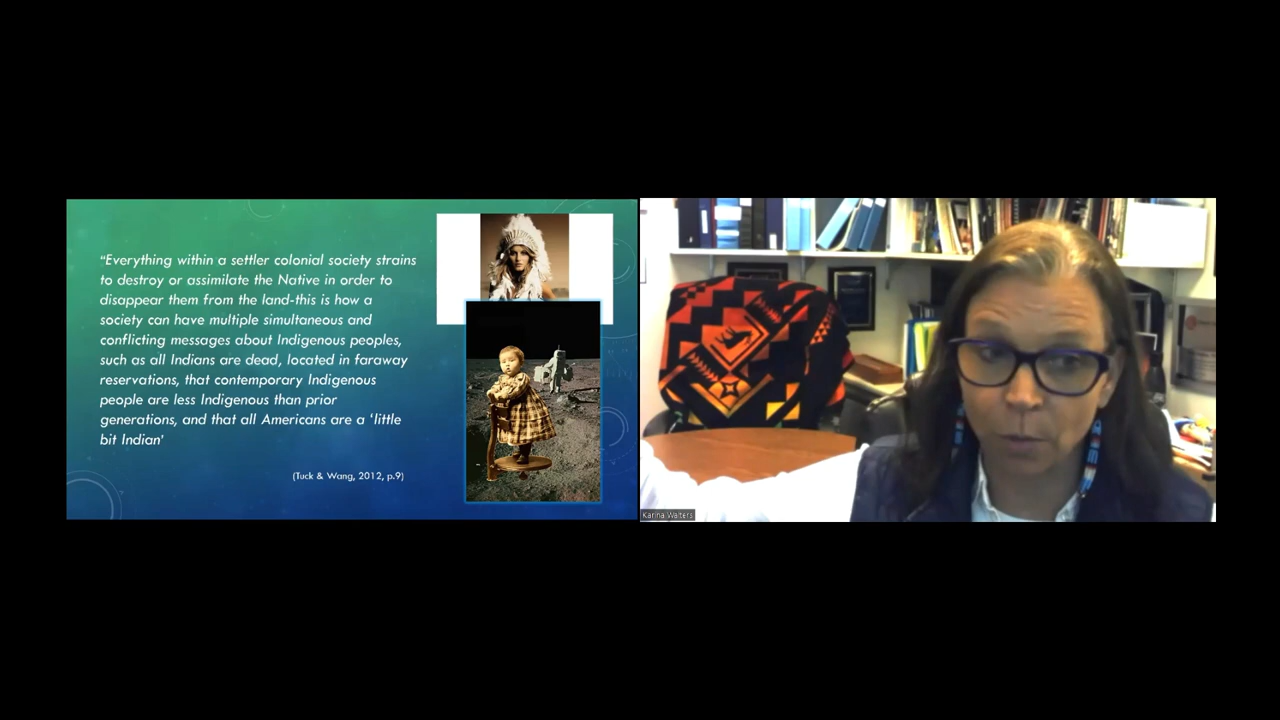 “Everything within a settler colonial society strains
to destroy or assimilate the Native in order to
disappear them from the land-this is how a
society can have multiple simultaneous and
conflicting messages about Indigenous peoples,
such as all Indians are dead, located in faraway
reservations, that contemporary Indigenous
people are less Indigenous than prior
generations, and that all Americans are a ‘little
bit Indian’
(Tuck & Wang, 2012, p.9)
Karina Walters